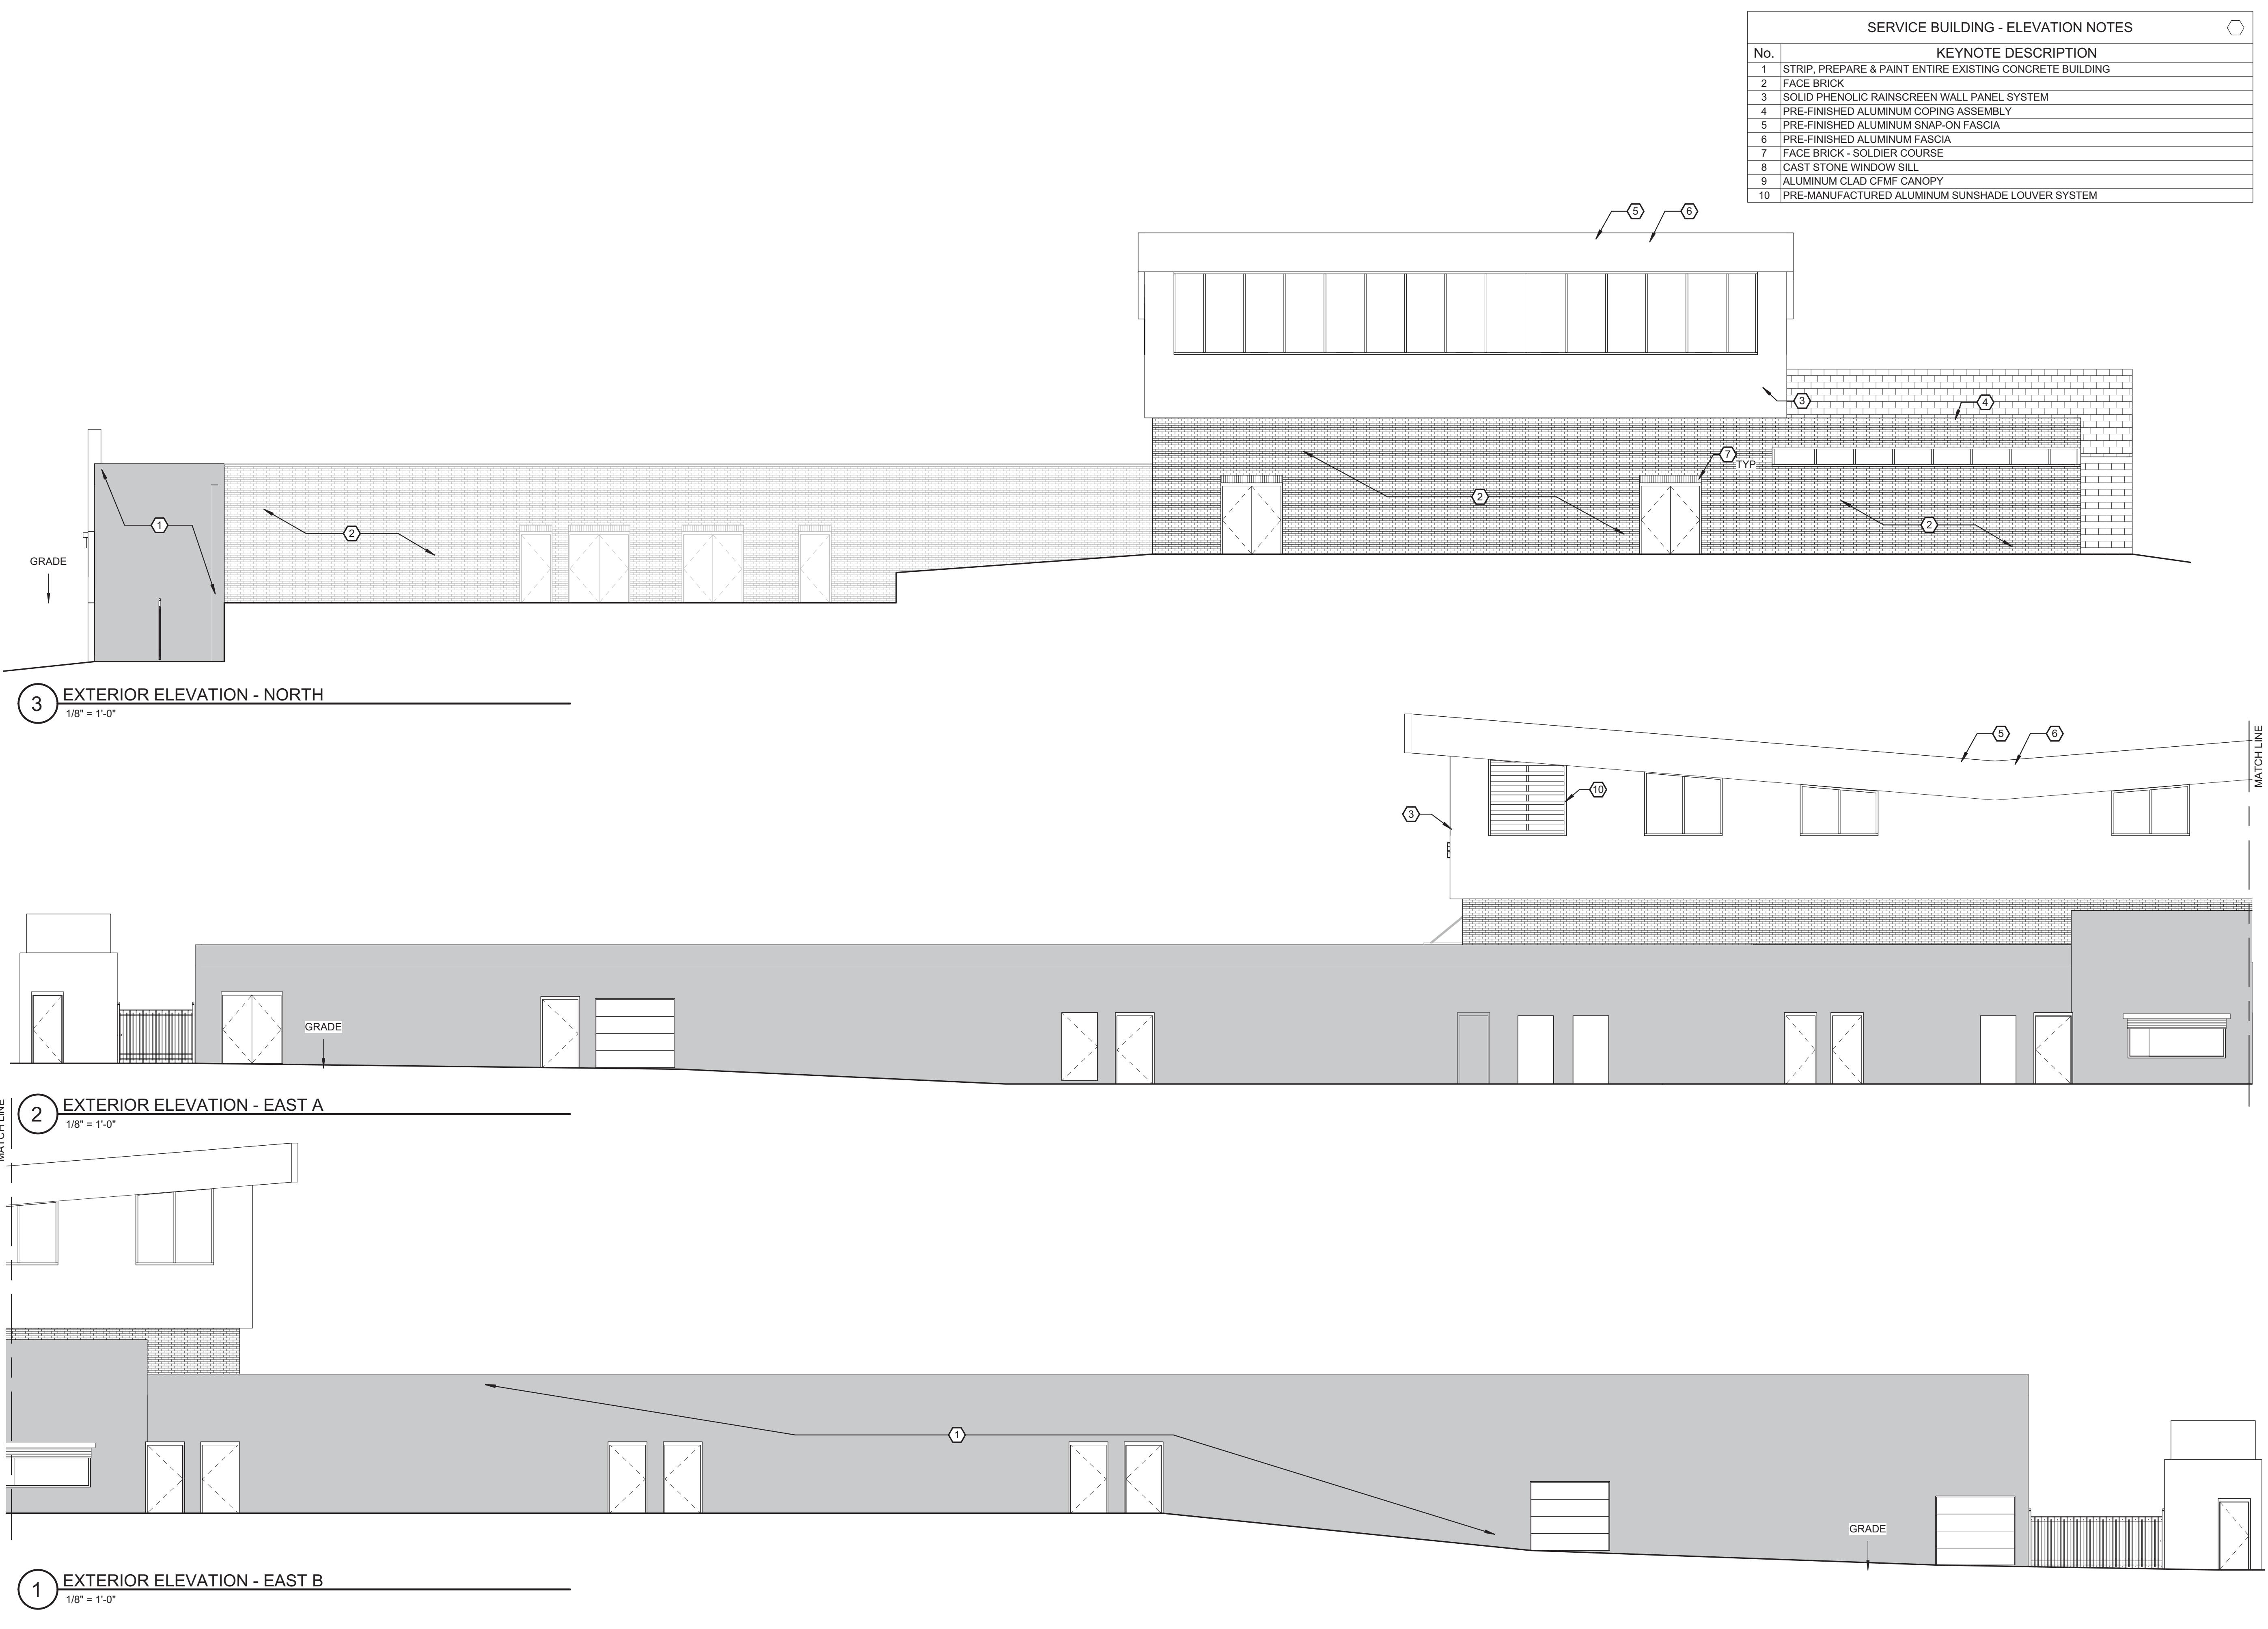 SERVICE BUILDING - ELEVATION NOTES
No. KEYNOTE DESCRIPTION
1 STRIP, PREPARE & PAINT ENTIRE EXISTING CONCRETE BUILDING
2 FACE BRICK
3 SOLID PHENOLIC RAINSCREEN WALL PANEL SYSTEM
4 PRE-FINISHED ALUMINUM COPING ASSEMBLY
5 PRE-FINISHED ALUMINUM SNAP-ON FASCIA
6 PRE-FINISHED ALUMINUM FASCIA
7 FACE BRICK - SOLDIER COURSE
8 CAST STONE WINDOW SILL
9 ALUMINUM CLAD CFMF CANOPY
10 PRE-MANUFACTURED ALUMINUM SUNSHADE LOUVER SYSTEM
5 6
3
4
7
TYP
2
1
2
2
GRADE
3 EXTERIOR ELEVATION - NORTH
1/8" = 1'-0"
5 6
MATCH LINE
10
3
GRADE
2 EXTERIOR ELEVATION - EAST A
1/8" = 1'-0"
MATCH LINE
1
GRADE
1 EXTERIOR ELEVATION - EAST B
1/8" = 1'-0"